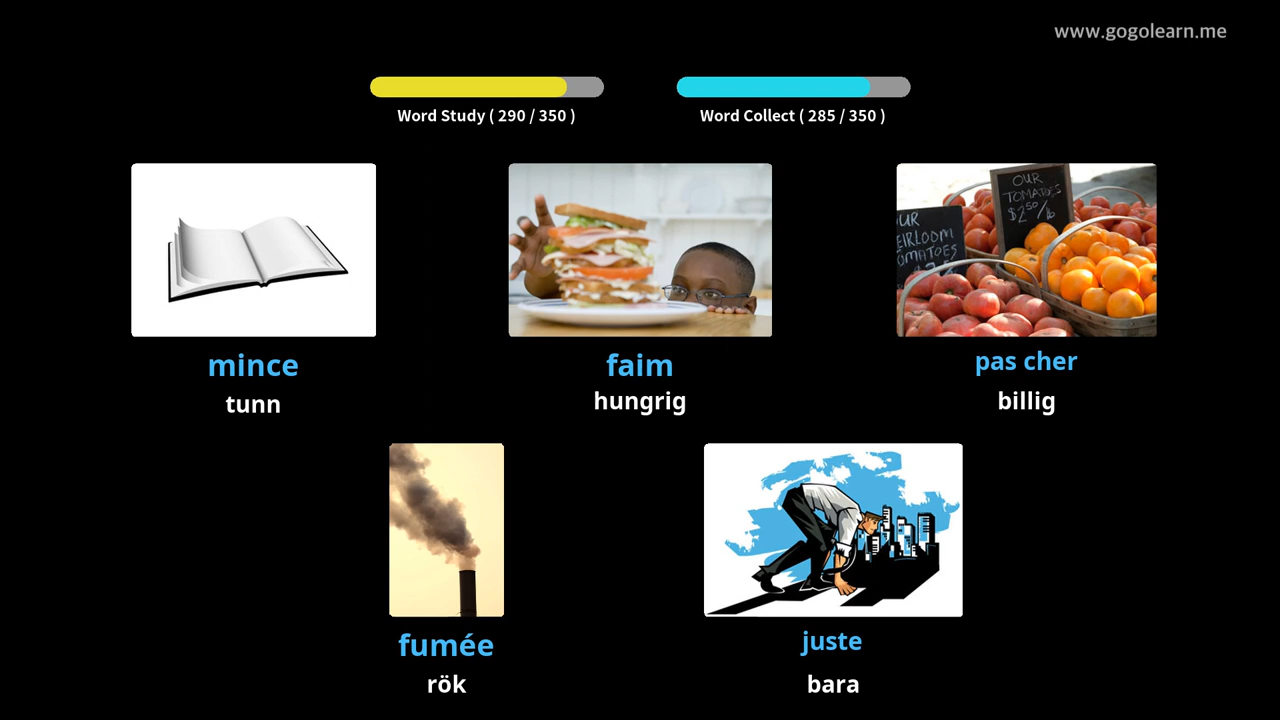 www.gogolearn.me
Word Study ( 290 / 350 )
Word Collect ( 285 / 350 )
OUR
TOMATOES
$2.50/lb
EIRLOOM
mince
tunn
faim
hungrig
pas cher
billig
fumée
rök
juste
bara